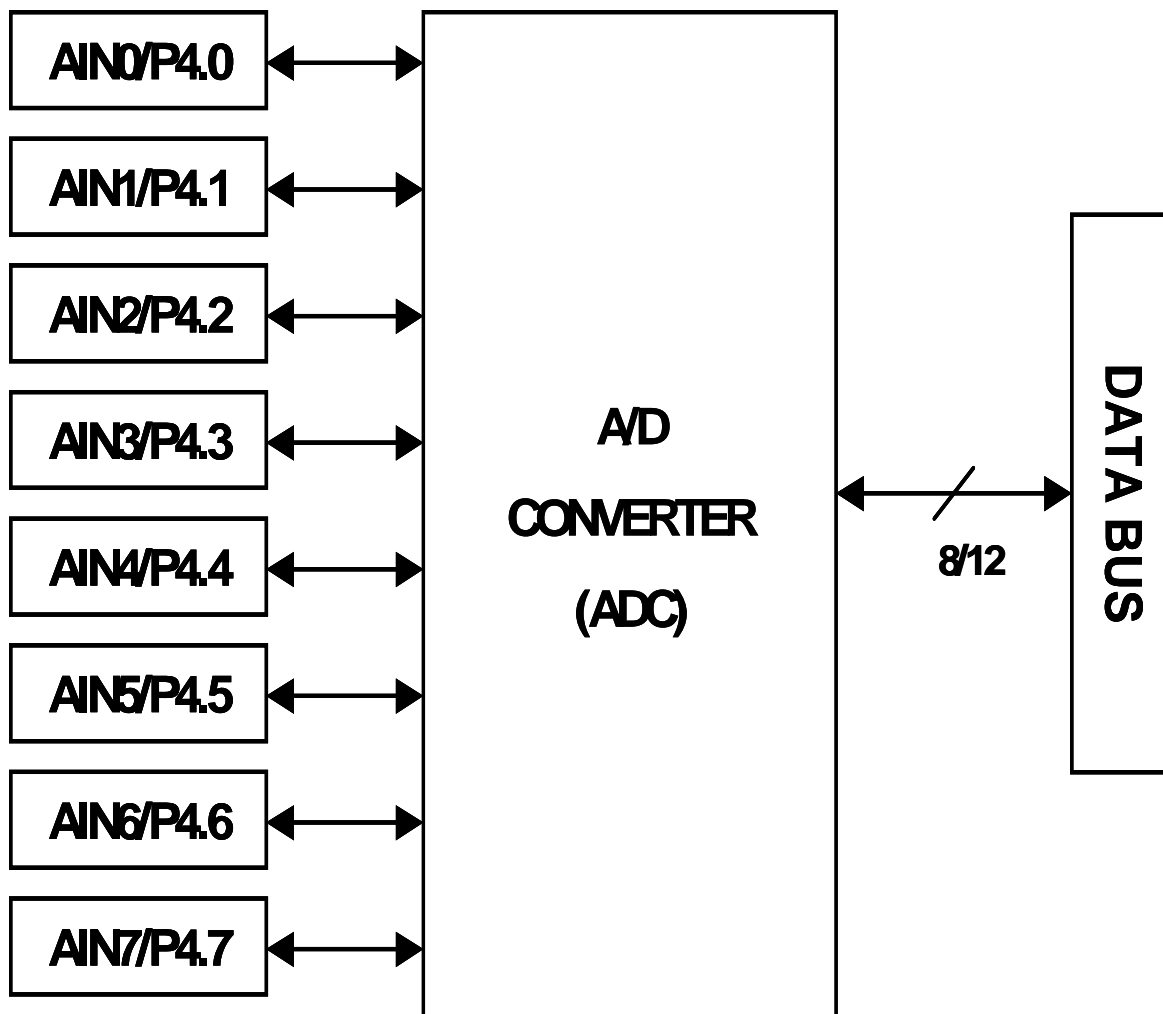 AIN0/P4.0
AIN1/P4.1
AIN2/P4.2
AIN3/P4.3
AIN4/P4.4
AIN5/P4.5
AIN6/P4.6
AIN7/P4.7
A/D
CONVERTER
(ADC)
8/12
DATA BUS